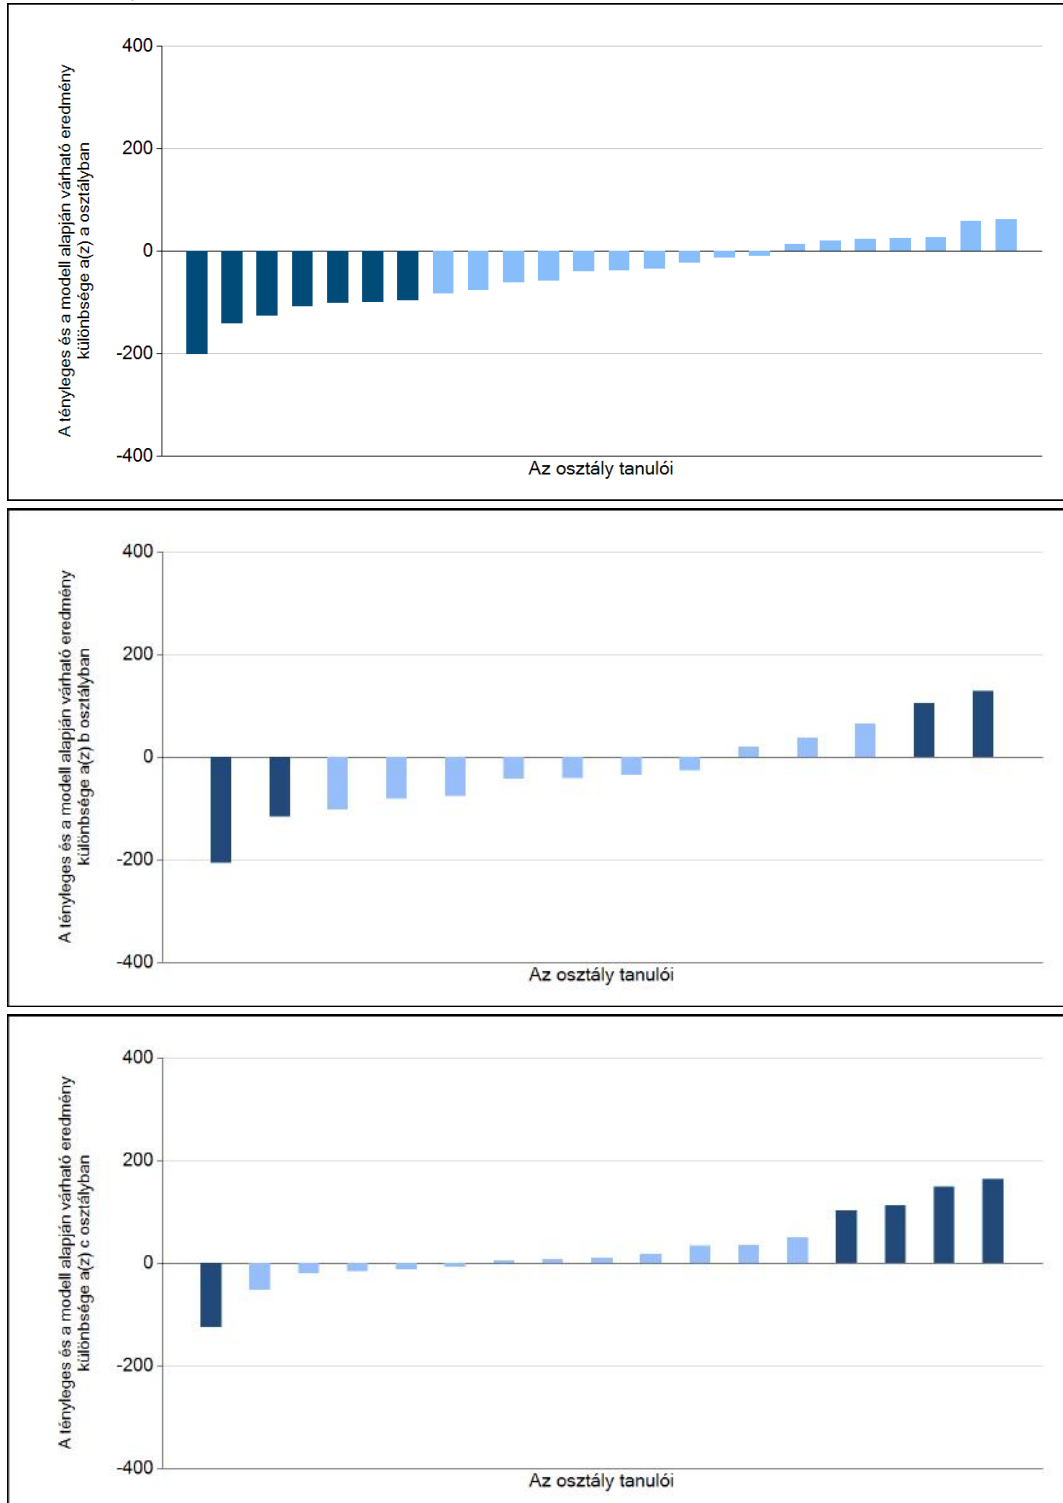 A tényleges és a modell alapján várható eredmény
különbsége a(z) a osztályban
400
200
0
-200
-400
Az osztály tanulói
A tényleges és a modell alapján várható eredmény
különbsége a(z) b osztályban
400
200
0
-200
-400
Az osztály tanulói
A tényleges és a modell alapján várható eredmény
különbsége a(z) c osztályban
400
200
0
-200
-400
Az osztály tanulói